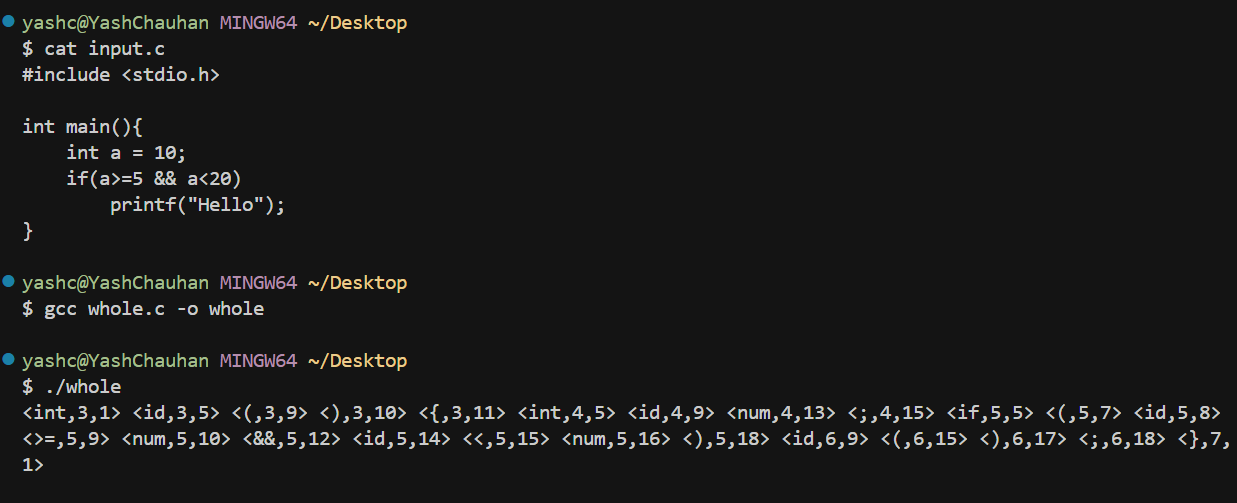 yashc@YashChauhan MINGW64 ~/Desktop
$ cat input.c
#include <stdio.h>

int main(){
    int a = 10;
    if(a>=5 && a<20)
        printf("Hello");
}

yashc@YashChauhan MINGW64 ~/Desktop
$ gcc whole.c -o whole

yashc@YashChauhan MINGW64 ~/Desktop
$ ./whole
<int,3,1> <id,3,5> <(,3,9> <),3,10> <{,3,11> <int,4,5> <id,4,9> <num,4,13> <;,4,15> <if,5,5> <(,5,7> <id,5,8>
<>=,5,9> <num,5,10> <&&,5,12> <id,5,14> <<,5,15> <num,5,16> <),5,18> <id,6,9> <(,6,15> <),6,17> <;,6,18> <},7,
1>